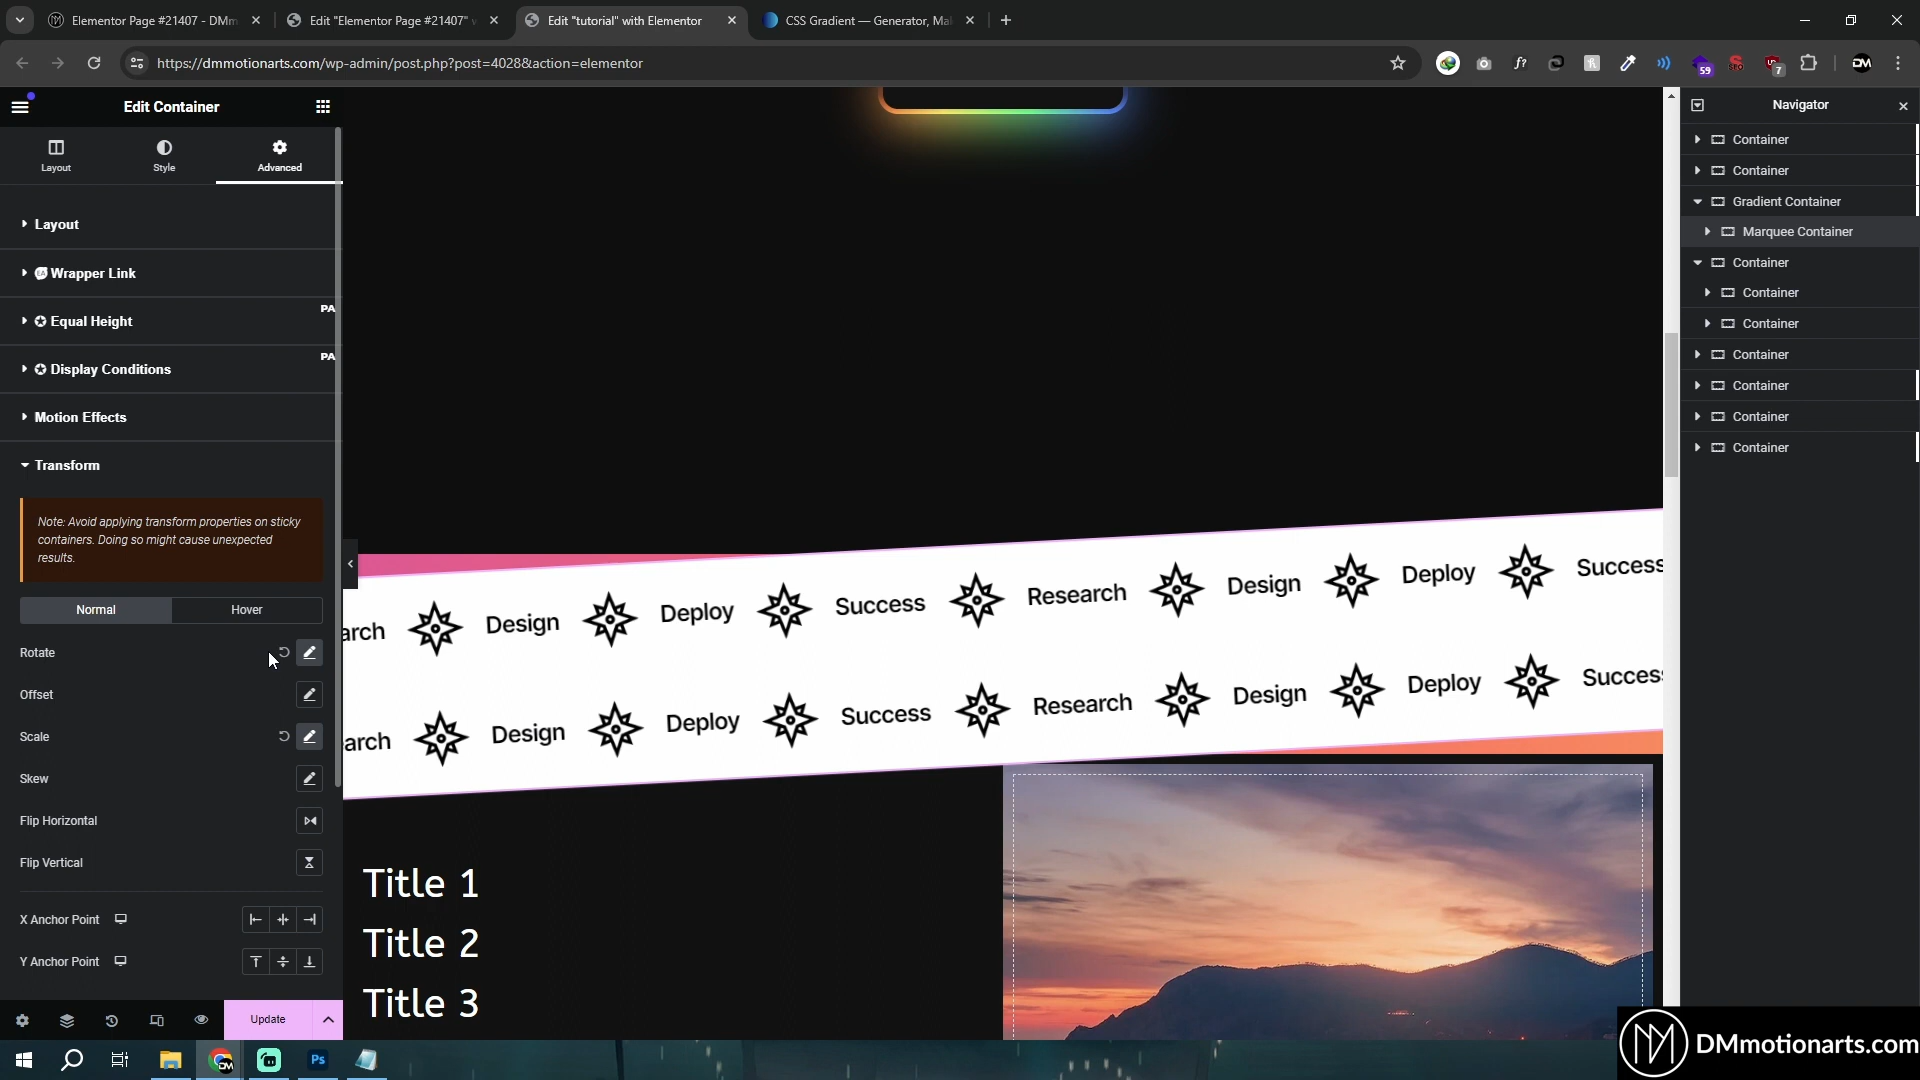 Elementor Page #21407 - DMm
Edit "Elementor Page #21407"
Edit "tutorial" with Elementor
CSS Gradient — Generator, Ma
https://dmmotionarts.com/wp-admin/post.php?post=4028&action=elementor
59
7
Edit Container
Layout
Style
Advanced
Layout
Wrapper Link
PA
Equal Height
PA
Display Conditions
Motion Effects
Transform
Note: Avoid applying transform properties on sticky
containers. Doing so might cause unexpected
results.
Normal
Hover
Rotate
Offset
Scale
Skew
Flip Horizontal
Flip Vertical
X Anchor Point
Y Anchor Point
Update
arch Design Deploy Success Research Design Deploy Success
arch Design Deploy Success Research Design Deploy Success
Title 1
Title 2
Title 3
Navigator
Container
Container
Gradient Container
Marquee Container
Container
Container
Container
Container
Container
Container
Container
Ps
DMmotionarts.com